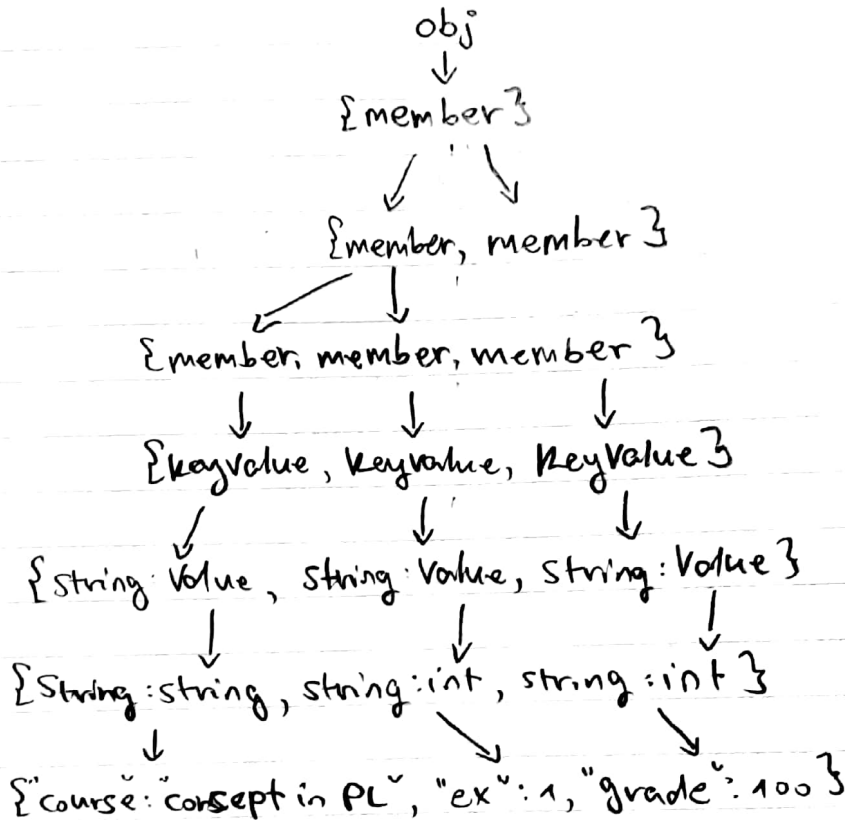 obj
{member}
{member, member}
{member, member, member}
{keyvalue, keyvalue, keyValue}
{string: Value, string: Value, string: Value}
{String: string, string: int, string: int}
{"course": "consept in PL", "ex": 1, "grade": 100}